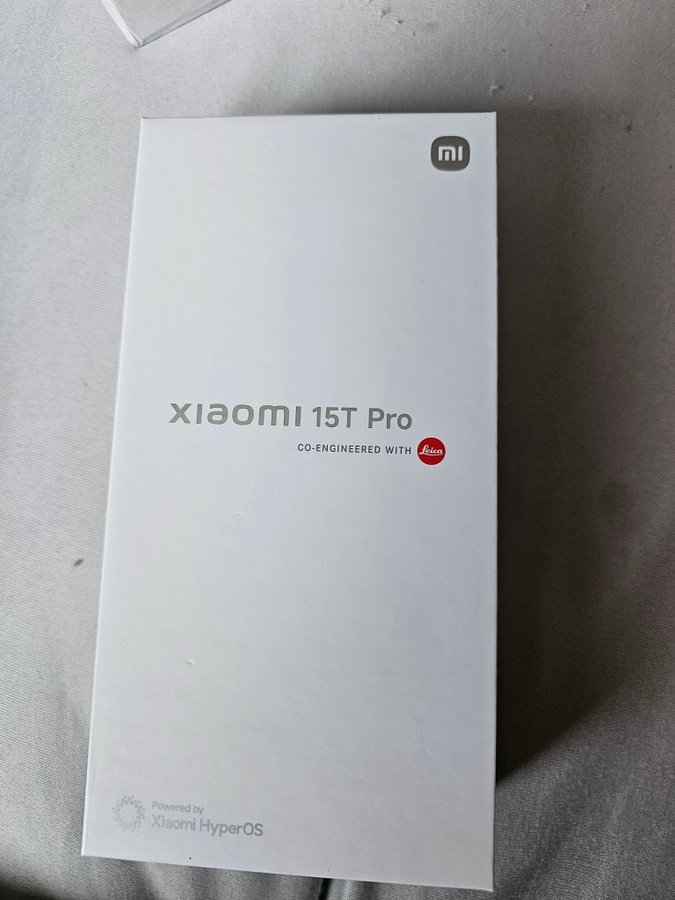 mi
xiaomi 15T Pro
CO-ENGINEERED WITH Leica
Powered by
Xiaomi HyperOS